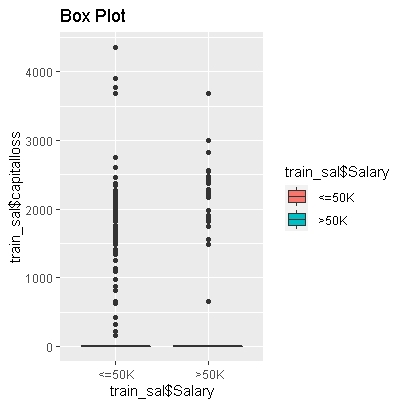 Box Plot
4000
3000
2000
1000
0
train_sal$capitalloss
<=50K
>50K
train_sal$Salary
train_sal$Salary
<=50K
>50K